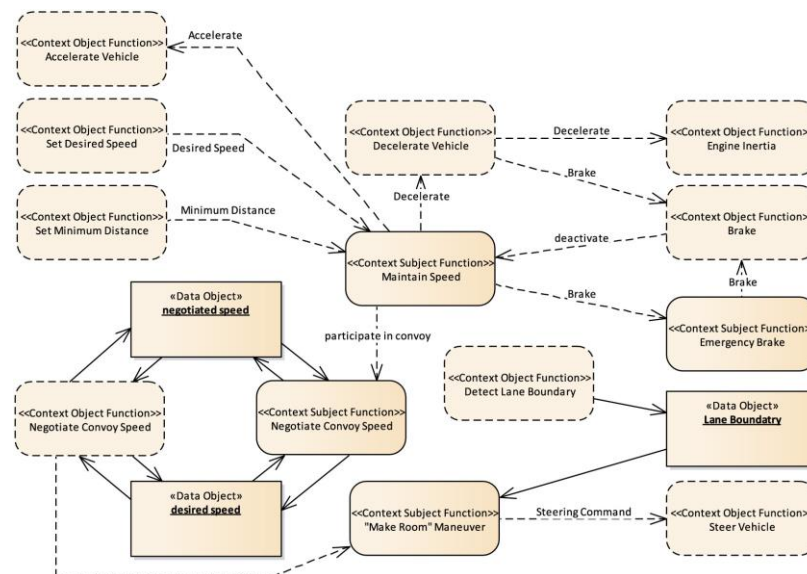 <<Context Object Function>>
Accelerate Vehicle
Accelerate
<<Context Object Function>>
Set Desired Speed
Desired Speed
<<Context Object Function>>
Decelerate Vehicle
Decelerate
<<Context Object Function>>
Engine Inertia
Brake
<<Context Object Function>>
Set Minimum Distance
Minimum Distance
Decelerate
<<Context Object Function>>
Brake
deactivate
<<Context Subject Function>>
Maintain Speed
Brake
Brake
<<Context Subject Function>>
Emergency Brake
«Data Object»
negotiated speed
participate in convoy
<<Context Object Function>>
Detect Lane Boundary
<<Context Object Function>>
Negotiate Convoy Speed
<<Context Subject Function>>
Negotiate Convoy Speed
«Data Object»
Lane Boundatry
«Data Object»
desired speed
<<Context Subject Function>>
"Make Room" Maneuver
Steering Command
<<Context Object Function>>
Steer Vehicle